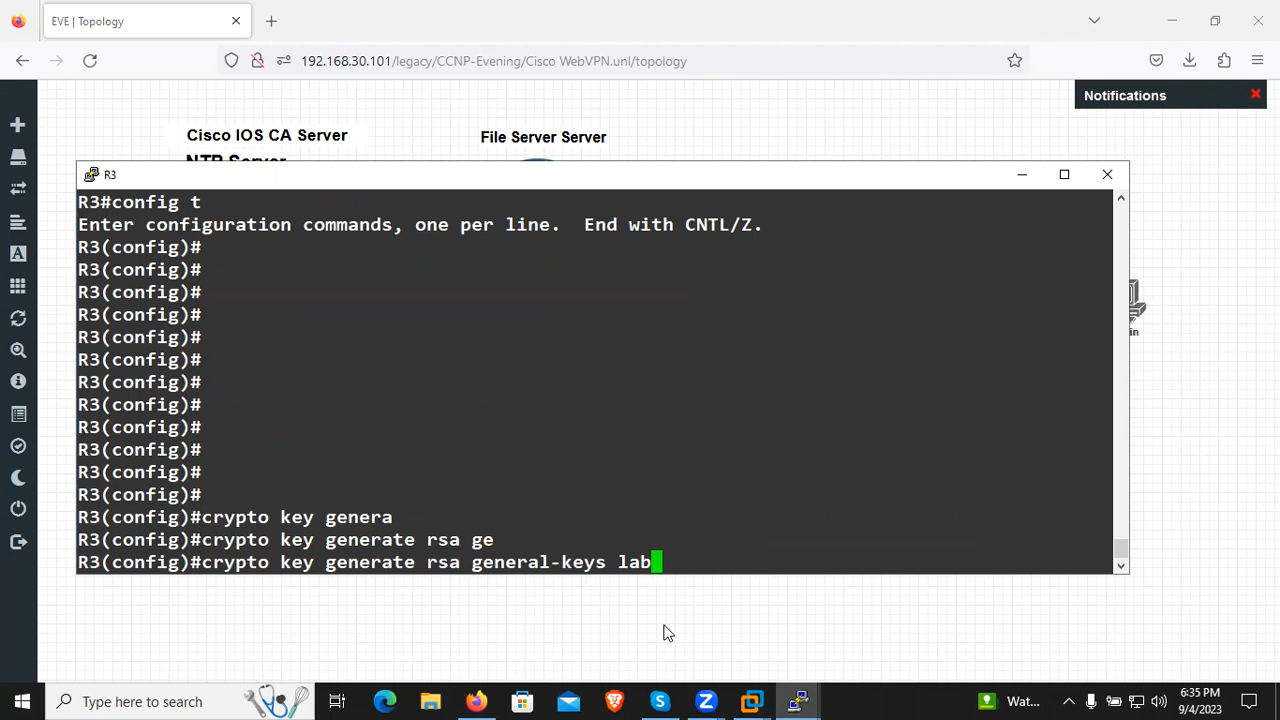 EVE | Topology
192.168.30.101/legacy/CCNP-Evening/Cisco WebVPN.unl/topology
Notifications
Cisco IOS CA Server
File Server Server
NTP Server
R3
R3#config t
Enter configuration commands, one per line.  End with CNTL/Z.
R3(config)#
R3(config)#
R3(config)#
R3(config)#
R3(config)#
R3(config)#
R3(config)#
R3(config)#
R3(config)#
R3(config)#
R3(config)#
R3(config)#
R3(config)#crypto key genera
R3(config)#crypto key generate rsa ge
R3(config)#crypto key generate rsa general-keys lab
in
Type here to search
Wat...
6:35 PM
9/4/2023